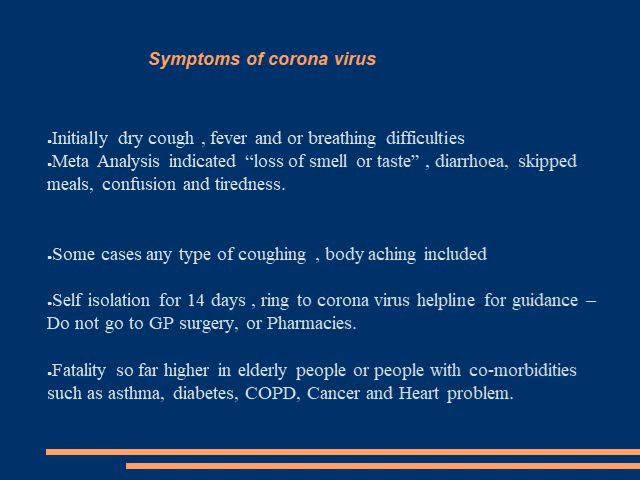 Symptoms of corona virus
●Initially dry cough , fever and or breathing difficulties
●Meta Analysis indicated “loss of smell or taste” , diarrhoea, skipped
meals, confusion and tiredness.
●Some cases any type of coughing , body aching included
●Self isolation for 14 days , ring to corona virus helpline for guidance –
Do not go to GP surgery, or Pharmacies.
●Fatality so far higher in elderly people or people with co-morbidities
such as asthma, diabetes, COPD, Cancer and Heart problem.